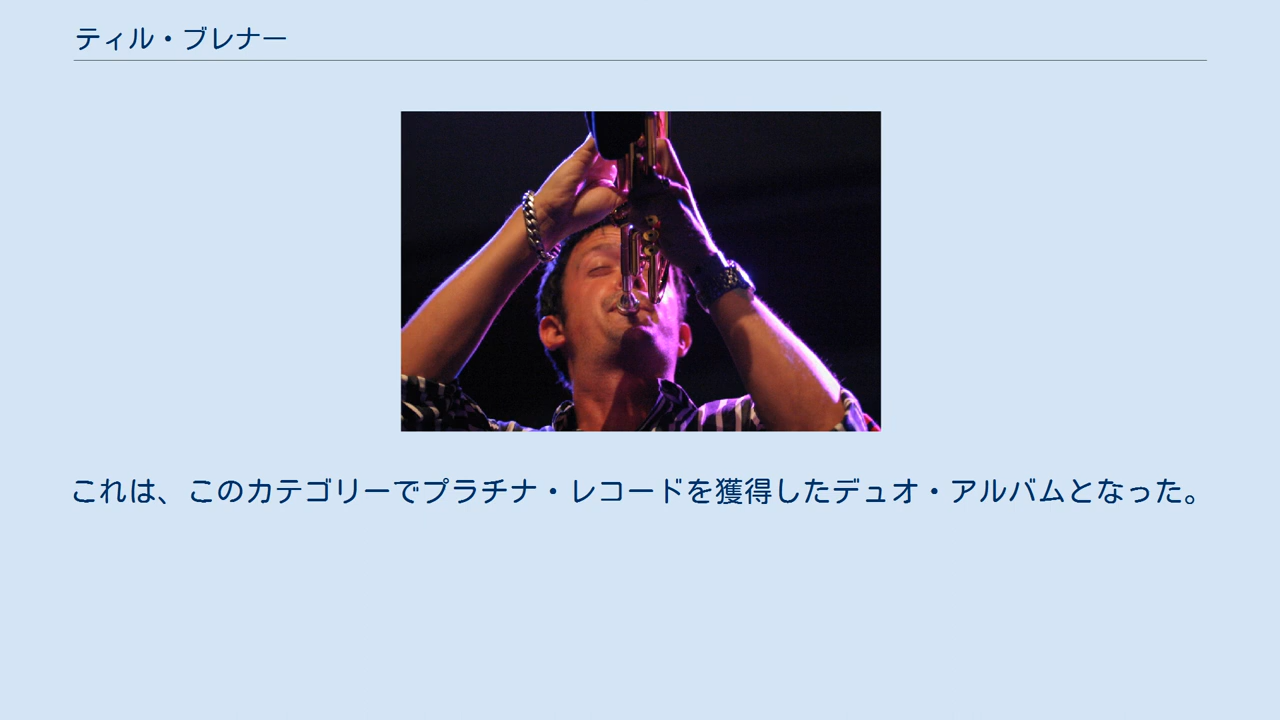 ティル・ブレナー
これは、このカテゴリーでプラチナ・レコードを獲得したデュオ・アルバムとなった。